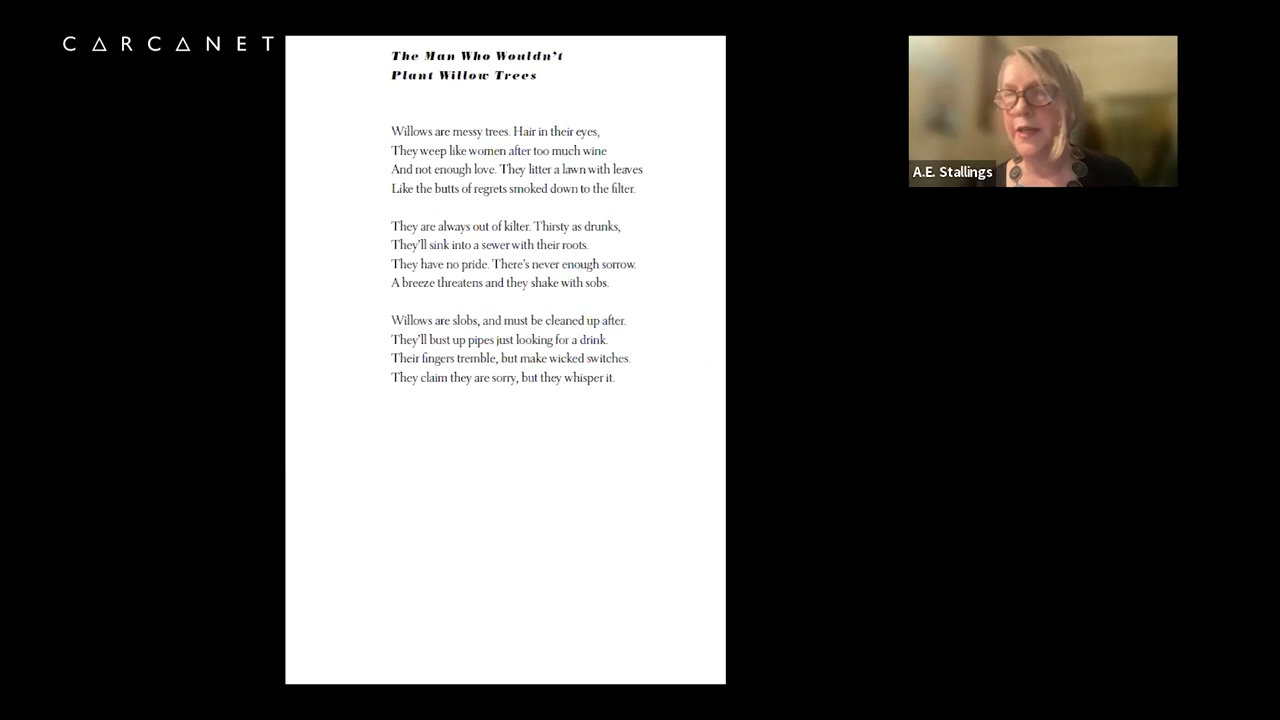 CARCANET
The Man Who Wouldn't
Plant Willow Trees
Willows are messy trees. Hair in their eyes,
They weep like women after too much wine
And not enough love. They litter a lawn with leaves
Like the butts of regrets smoked down to the filter.
They are always out of kilter. Thirsty as drunks,
They'll sink into a sewer with their roots.
They have no pride. There's never enough sorrow.
A breeze threatens and they shake with sobs.
Willows are slobs, and must be cleaned up after.
They'll bust up pipes just looking for a drink.
Their fingers tremble, but make wicked switches.
They claim they are sorry, but they whisper it.
A.E. Stallings